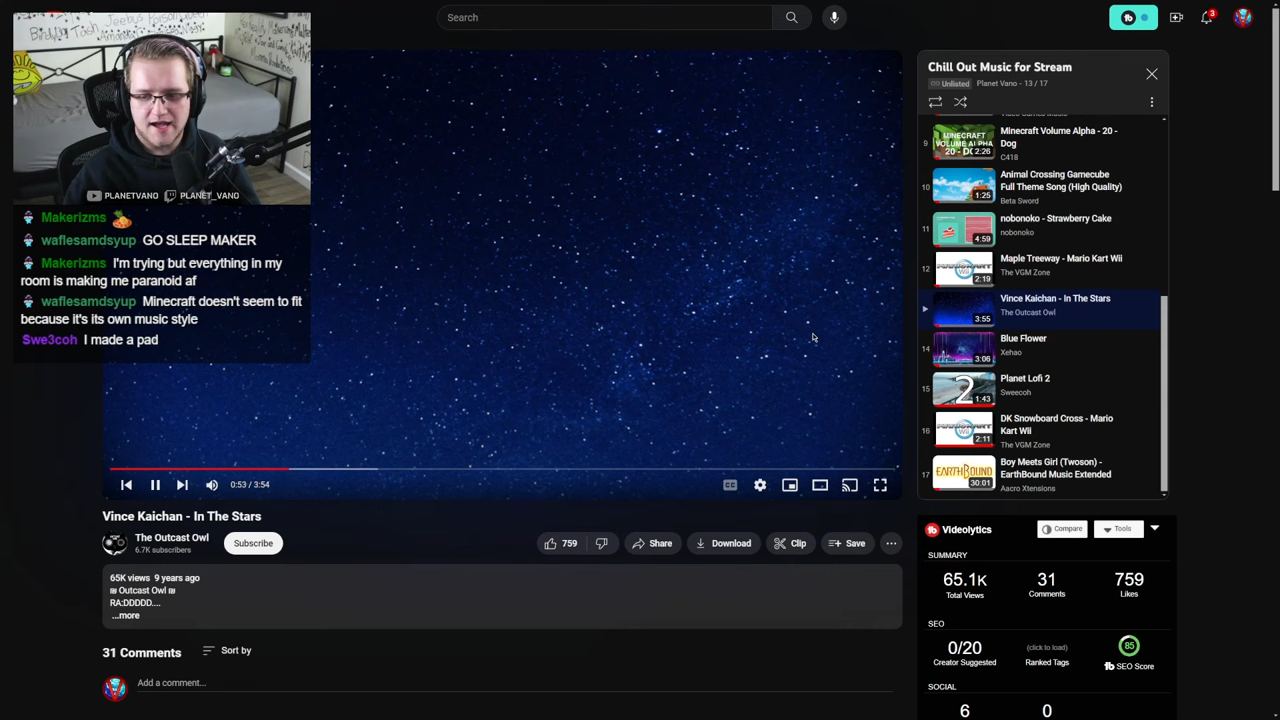 Search
3
PLANETVANO PLANET_VANO
Makerizms
waflesamdsyup GO SLEEP MAKER
Makerizms I'm trying but everything in my
room is making me paranoid af
waflesamdsyup Minecraft doesn't seem to fit
because it's its own music style
Swe3coh I made a pad
0:53 / 3:54
Vince Kaichan - In The Stars
The Outcast Owl
6.7K subscribers
Subscribe
759
Share
Download
Clip
Save
65K views 9 years ago
₪ Outcast Owl ₪
RA:DDDDD....
...more
31 Comments
Sort by
Add a comment...
Chill Out Music for Stream
Unlisted Planet Vano - 13 / 17
9
MINECRAFT
2:26
Minecraft Volume Alpha - 20 -
Dog
C418
10
1:25
Animal Crossing Gamecube
Full Theme Song (High Quality)
Beta Sword
11
4:59
nobonoko - Strawberry Cake
nobonoko
12
2:19
Maple Treeway - Mario Kart Wii
The VGM Zone
3:55
Vince Kaichan - In The Stars
The Outcast Owl
14
3:06
Blue Flower
Xehao
15
2
1:43
Planet Lofi 2
Sweecoh
16
2:11
DK Snowboard Cross - Mario
Kart Wii
The VGM Zone
17
EARTHBOUND
30:01
Boy Meets Girl (Twoson) -
EarthBound Music Extended
Aacro Xtensions
Videolytics
Compare
Tools
SUMMARY
65.1K 31 759
Total Views Comments Likes
SEO
0/20 (click to load) 85
Creator Suggested Ranked Tags SEO Score
SOCIAL
6 0